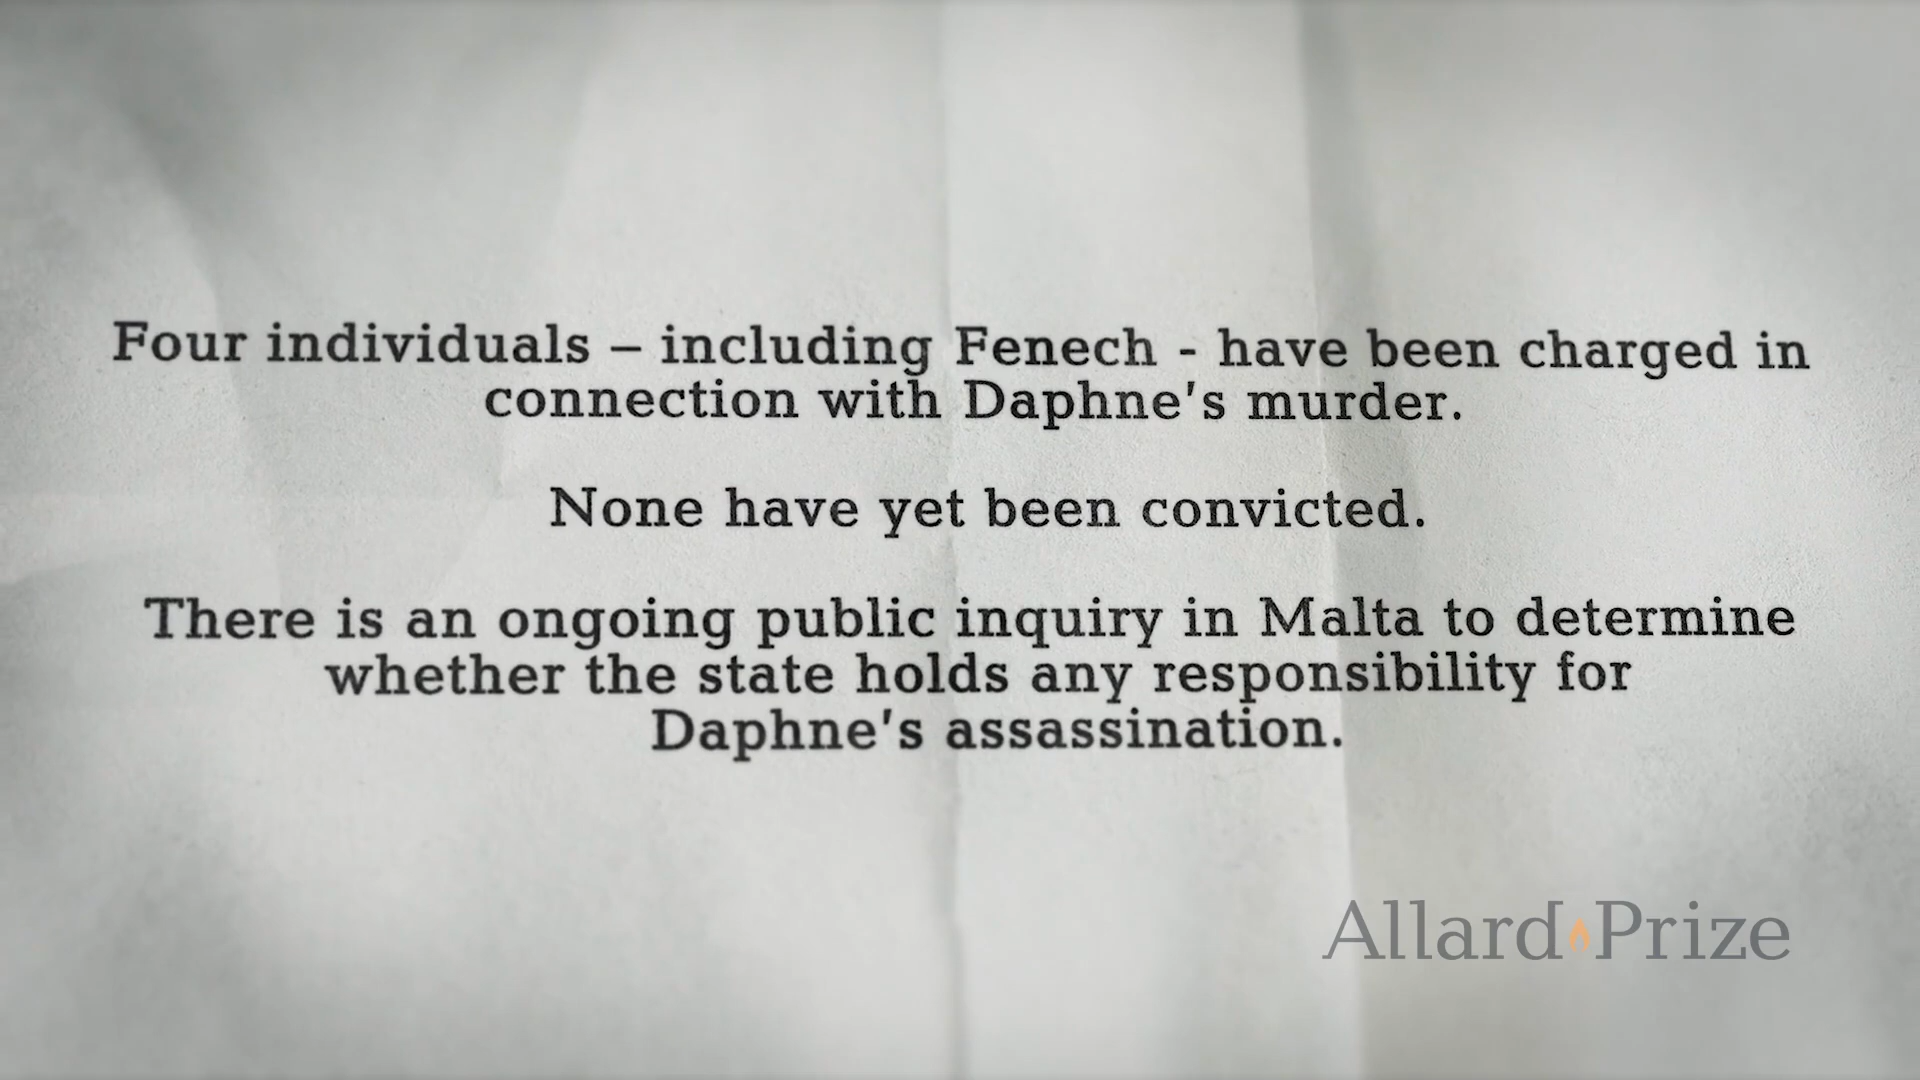 Four individuals – including Fenech - have been charged in
connection with Daphne's murder.
None have yet been convicted.
There is an ongoing public inquiry in Malta to determine
whether the state holds any responsibility for
Daphne's assassination.
Allard Prize